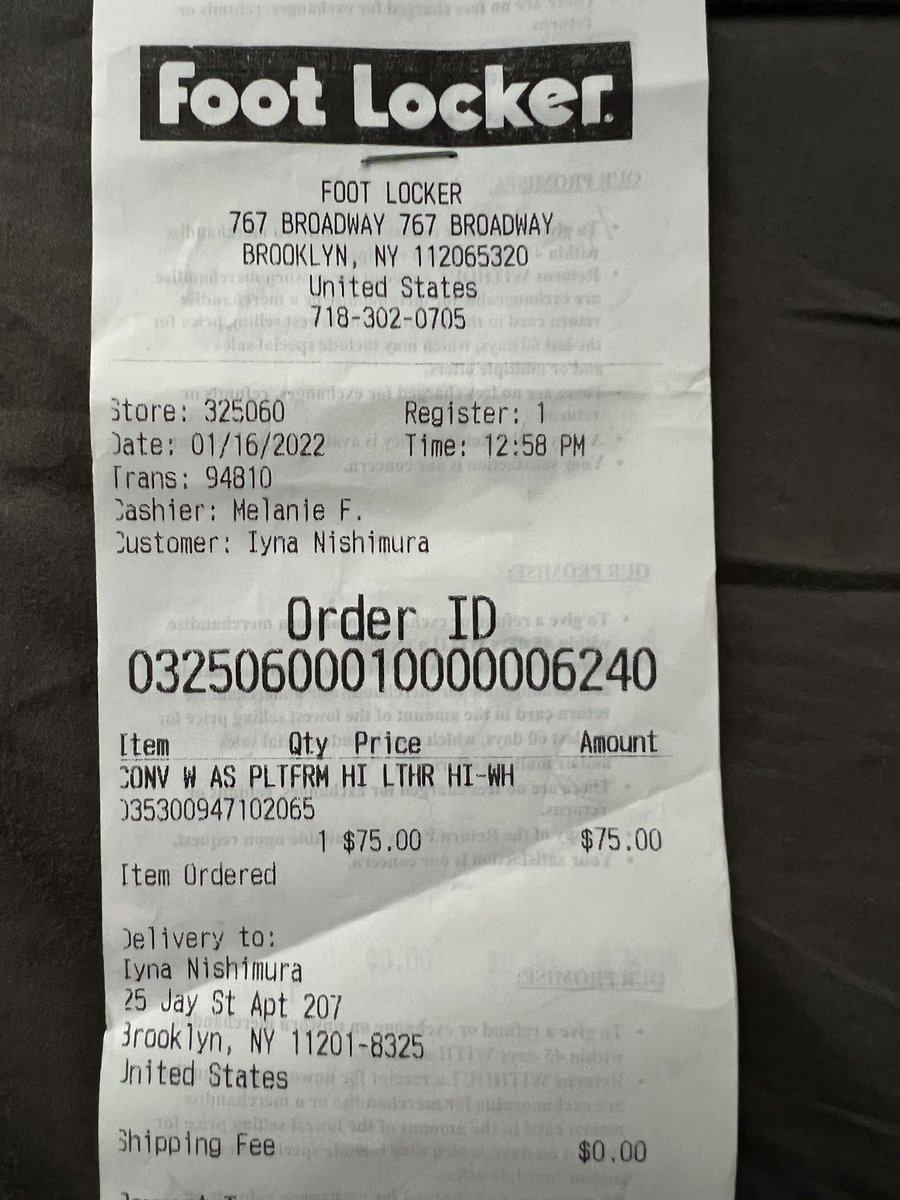 Foot Locker.
FOOT LOCKER
767 BROADWAY 767 BROADWAY
BROOKLYN, NY 112065320
United States
718-302-0705
Store: 325060 Register: 1
Date: 01/16/2022 Time: 12:58 PM
Trans: 94810
Cashier: Melanie F.
Customer: Iyna Nishimura
Order ID
03250600010000006240
Item Qty Price Amount
CONV W AS PLTFRM HI LTHR HI-WH
035300947102065
1 $75.00 $75.00
Item Ordered
Delivery to:
Iyna Nishimura
25 Jay St Apt 207
Brooklyn, NY 11201-8325
United States
Shipping Fee $0.00